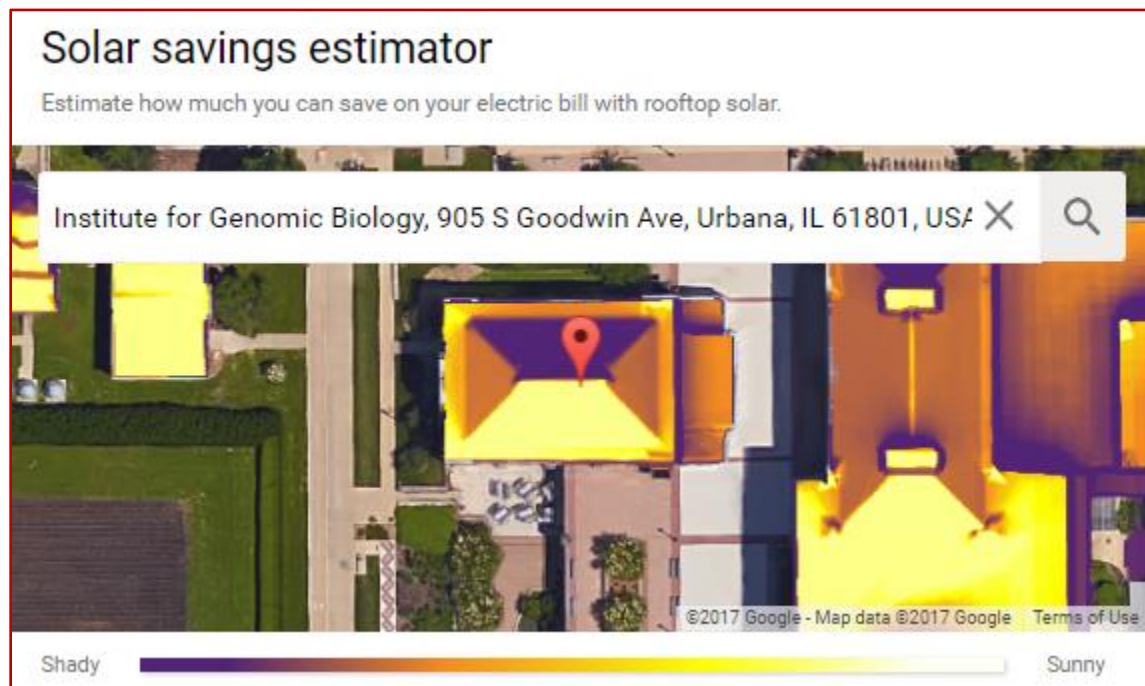 Solar savings estimator
Estimate how much you can save on your electric bill with rooftop solar.
Institute for Genomic Biology, 905 S Goodwin Ave, Urbana, IL 61801, USA
©2017 Google - Map data ©2017 Google Terms of Use
Shady Sunny